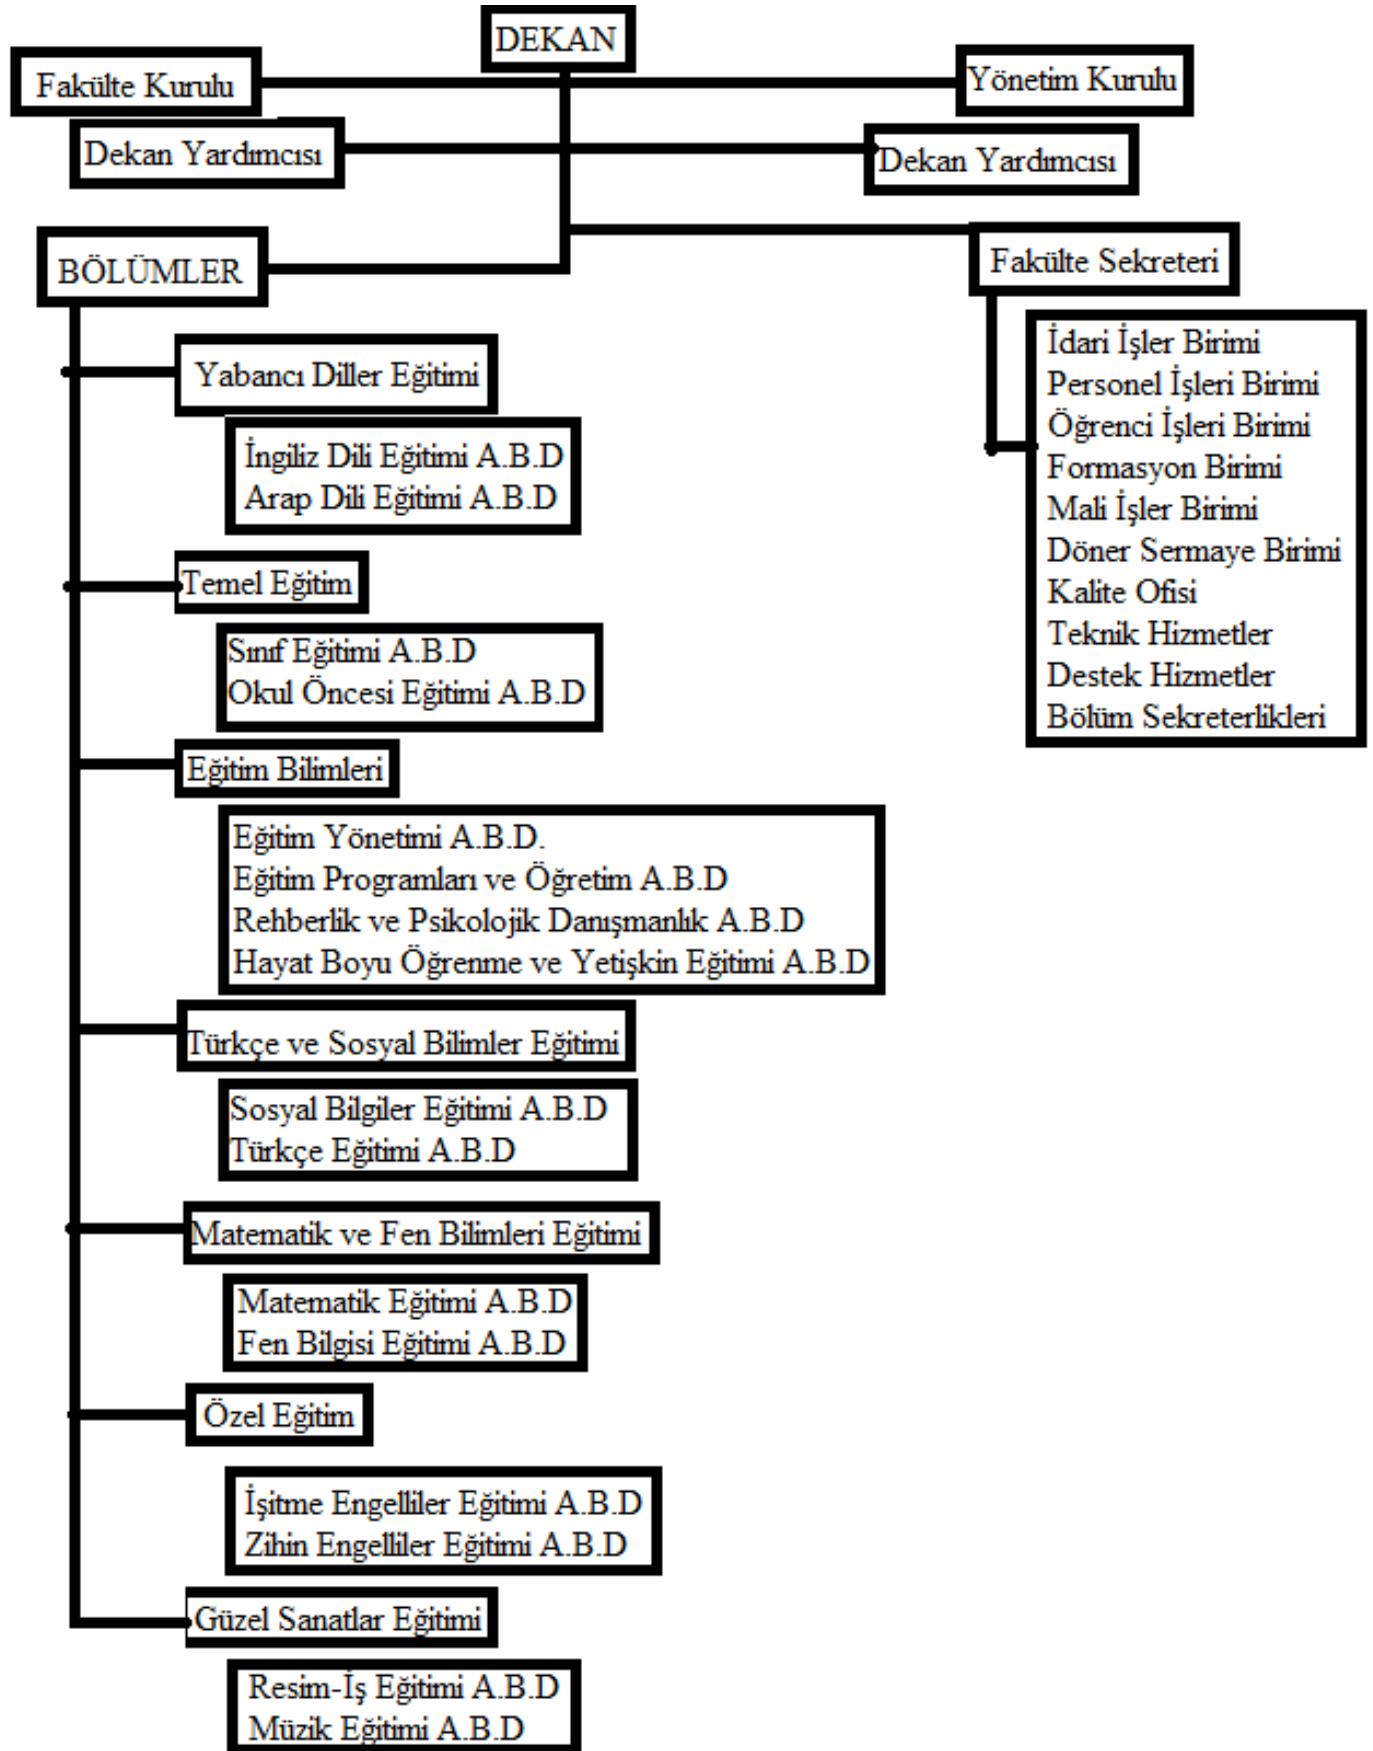 DEKAN
Fakülte Kurulu
Yönetim Kurulu
Dekan Yardımcısı
Dekan Yardımcısı
BÖLÜMLER
Fakülte Sekreteri
İdari İşler Birimi
Personel İşleri Birimi
Öğrenci İşleri Birimi
Formasyon Birimi
Mali İşler Birimi
Döner Sermaye Birimi
Kalite Ofisi
Teknik Hizmetler
Destek Hizmetler
Bölüm Sekreterlikleri
Yabancı Diller Eğitimi
İngiliz Dili Eğitimi A.B.D
Arap Dili Eğitimi A.B.D
Temel Eğitim
Sınıf Eğitimi A.B.D
Okul Öncesi Eğitimi A.B.D
Eğitim Bilimleri
Eğitim Yönetimi A.B.D.
Eğitim Programları ve Öğretim A.B.D
Rehberlik ve Psikolojik Danışmanlık A.B.D
Hayat Boyu Öğrenme ve Yetişkin Eğitimi A.B.D
Türkçe ve Sosyal Bilimler Eğitimi
Sosyal Bilgiler Eğitimi A.B.D
Türkçe Eğitimi A.B.D
Matematik ve Fen Bilimleri Eğitimi
Matematik Eğitimi A.B.D
Fen Bilgisi Eğitimi A.B.D
Özel Eğitim
İşitme Engelliler Eğitimi A.B.D
Zihin Engelliler Eğitimi A.B.D
Güzel Sanatlar Eğitimi
Resim-İş Eğitimi A.B.D
Müzik Eğitimi A.B.D